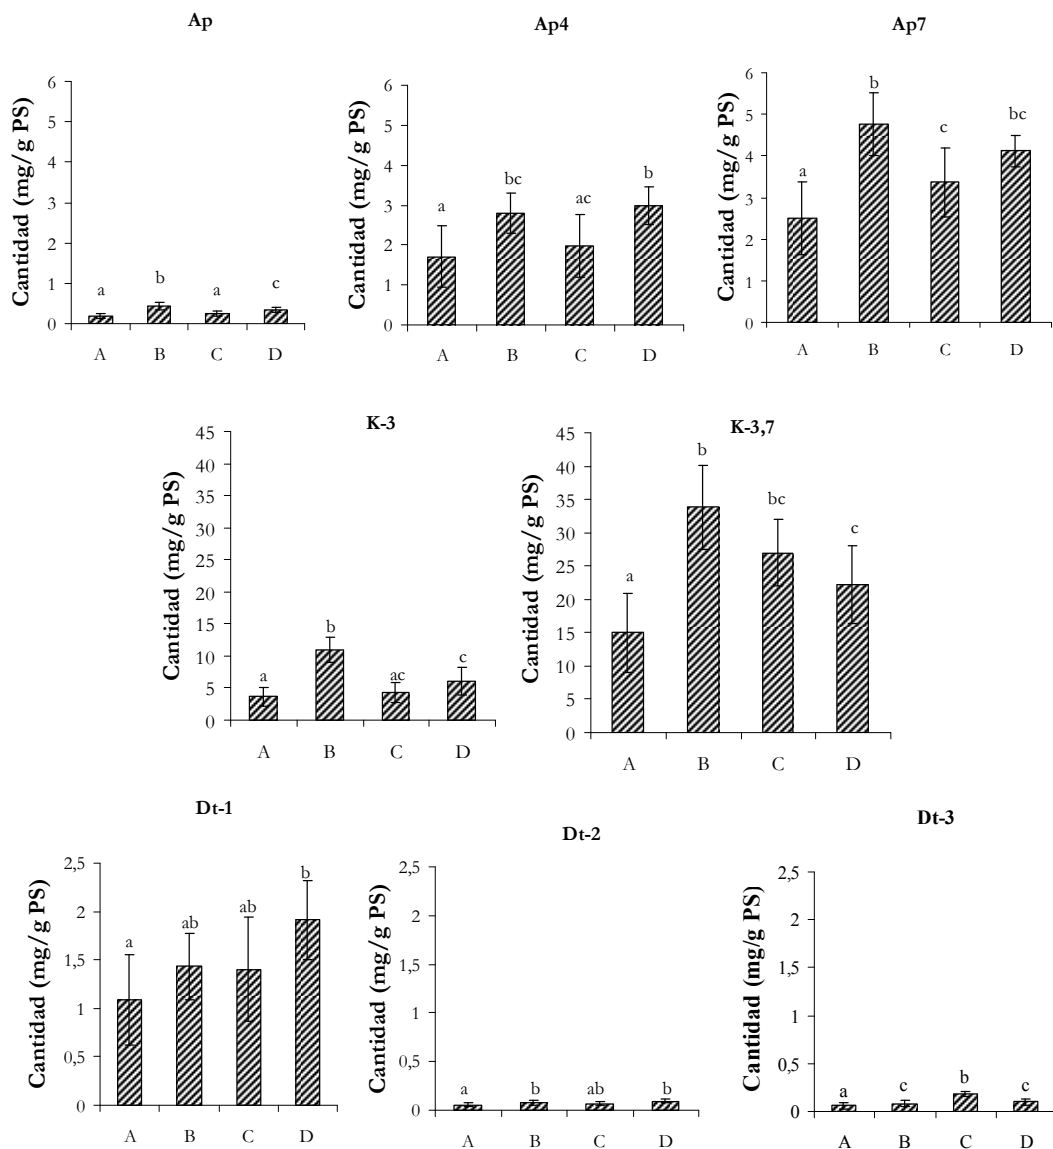 Ap
Cantidad (mg/g PS)
6
5
4
3
2
1
0
a
b
a
c
A B C D
Ap4
Cantidad (mg/g PS)
6
5
4
3
2
1
0
a
bc
ac
b
A B C D
Ap7
Cantidad (mg/g PS)
6
5
4
3
2
1
0
a
b
c
bc
A B C D
K-3
Cantidad (mg/g PS)
45
40
35
30
25
20
15
10
5
0
a
b
ac
c
A B C D
K-3,7
Cantidad (mg/g PS)
45
40
35
30
25
20
15
10
5
0
a
b
bc
c
A B C D
Dt-1
Cantidad (mg/g PS)
2,5
2
1,5
1
0,5
0
a
ab
ab
b
A B C D
Dt-2
Cantidad (mg/g PS)
2,5
2
1,5
1
0,5
0
a
b
ab
b
A B C D
Dt-3
Cantidad (mg/g PS)
2,5
2
1,5
1
0,5
0
a
c
b
c
A B C D